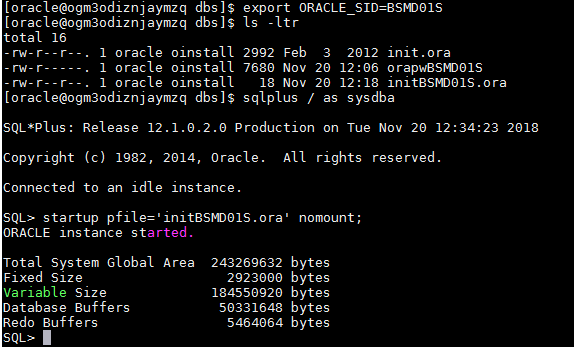 [oracle@ogm3odiznjaymzq dbs]$ export ORACLE_SID=BSMD01S
[oracle@ogm3odiznjaymzq dbs]$ ls -ltr
total 16
-rw-r--r--. 1 oracle oinstall 2992 Feb  3  2012 init.ora
-rw-r-----. 1 oracle oinstall 7680 Nov 20 12:06 orapwBSMD01S
-rw-r--r--. 1 oracle oinstall   18 Nov 20 12:18 initBSMD01S.ora
[oracle@ogm3odiznjaymzq dbs]$ sqlplus / as sysdba
SQL*Plus: Release 12.1.0.2.0 Production on Tue Nov 20 12:34:23 2018
Copyright (c) 1982, 2014, Oracle.  All rights reserved.
Connected to an idle instance.
SQL> startup pfile='initBSMD01S.ora' nomount;
ORACLE instance started.
Total System Global Area  243269632 bytes
Fixed Size                  2923000 bytes
Variable Size             184550920 bytes
Database Buffers           50331648 bytes
Redo Buffers                5464064 bytes
SQL>